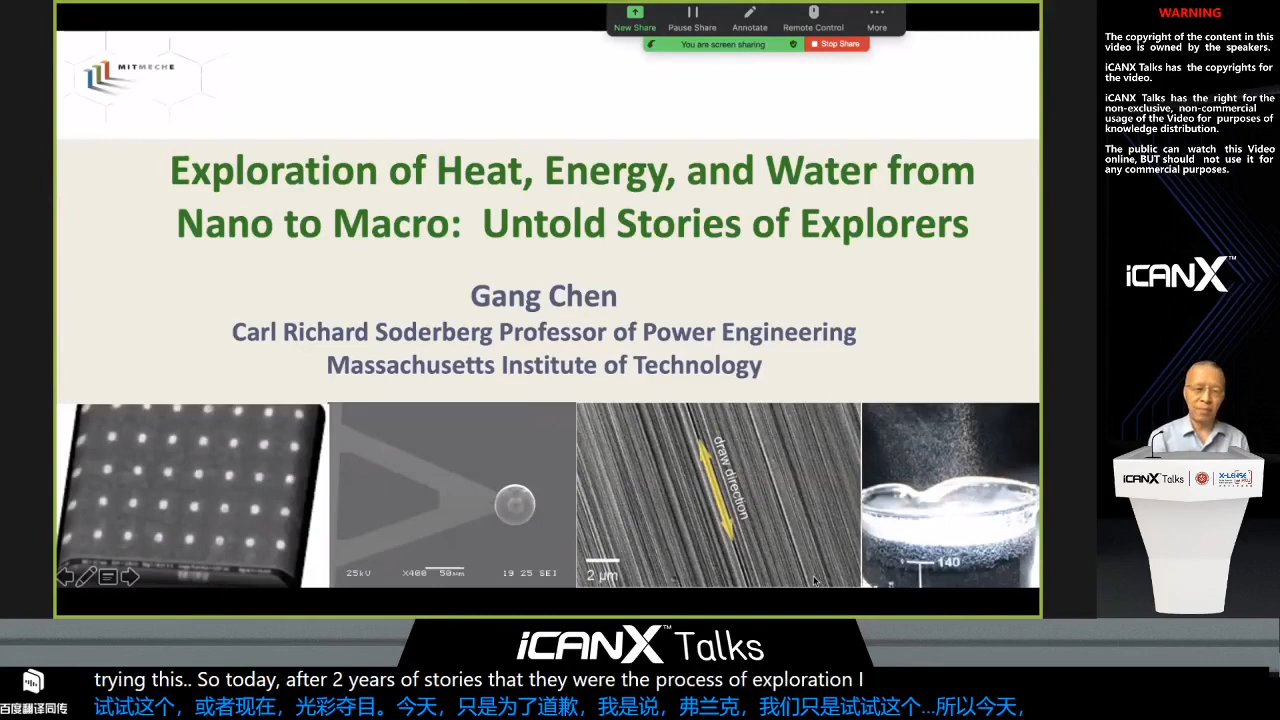 New Share
Pause Share
Annotate
Remote Control
More
You are screen sharing
Stop Share
MITMECHE
Exploration of Heat, Energy, and Water from
Nano to Macro: Untold Stories of Explorers
Gang Chen
Carl Richard Soderberg Professor of Power Engineering
Massachusetts Institute of Technology
draw direction
25kV X400 50μm 19 25 SEI
2 μm
140
WARNING
The copyright of the content in this
video is owned by the speakers.
iCANX Talks has the copyrights for
the video.
iCANX Talks has the right for the
non-exclusive, non-commercial
usage of the Video for purposes of
knowledge distribution.
The public can watch this Video
online, BUT should not use it for
any commercial purposes.
iCANX™
iCANX Talks
X-LENSE
iCANX™ Talks
trying this.. So today, after 2 years of stories that they were the process of exploration I
试试这个，或者现在，光彩夺目。今天，只是为了道歉，我是说，弗兰克，我们只是试试这个...所以今天，
百度翻译同传